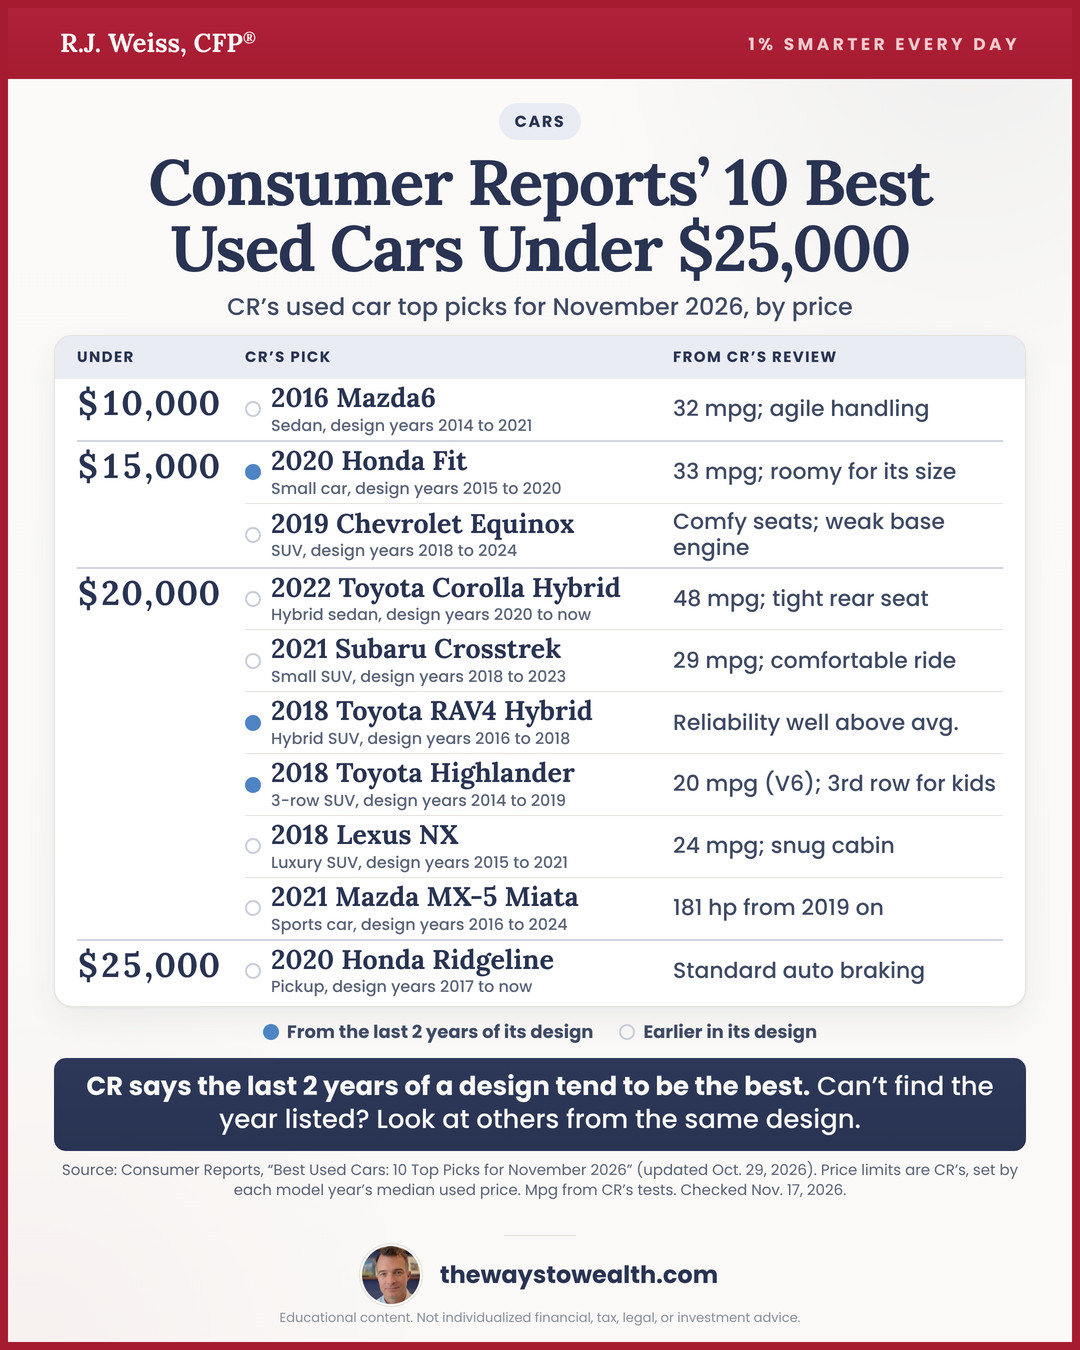 R.J. Weiss, CFP®
1% SMARTER EVERY DAY
CARS
Consumer Reports’ 10 Best
Used Cars Under $25,000
CR’s used car top picks for November 2026, by price
UNDER CR’S PICK FROM CR’S REVIEW
$10,000 2016 Mazda6
Sedan, design years 2014 to 2021
32 mpg; agile handling
$15,000 2020 Honda Fit
Small car, design years 2015 to 2020
33 mpg; roomy for its size
2019 Chevrolet Equinox
SUV, design years 2018 to 2024
Comfy seats; weak base
engine
$20,000 2022 Toyota Corolla Hybrid
Hybrid sedan, design years 2020 to now
48 mpg; tight rear seat
2021 Subaru Crosstrek
Small SUV, design years 2018 to 2023
29 mpg; comfortable ride
2018 Toyota RAV4 Hybrid
Hybrid SUV, design years 2016 to 2018
Reliability well above avg.
2018 Toyota Highlander
3-row SUV, design years 2014 to 2019
20 mpg (V6); 3rd row for kids
2018 Lexus NX
Luxury SUV, design years 2015 to 2021
24 mpg; snug cabin
2021 Mazda MX-5 Miata
Sports car, design years 2016 to 2024
181 hp from 2019 on
$25,000 2020 Honda Ridgeline
Pickup, design years 2017 to now
Standard auto braking
From the last 2 years of its design Earlier in its design
CR says the last 2 years of a design tend to be the best. Can’t find the
year listed? Look at others from the same design.
Source: Consumer Reports, “Best Used Cars: 10 Top Picks for November 2026” (updated Oct. 29, 2026). Price limits are CR’s, set by
each model year’s median used price. Mpg from CR’s tests. Checked Nov. 17, 2026.
thewaystowealth.com
Educational content. Not individualized financial, tax, legal, or investment advice.